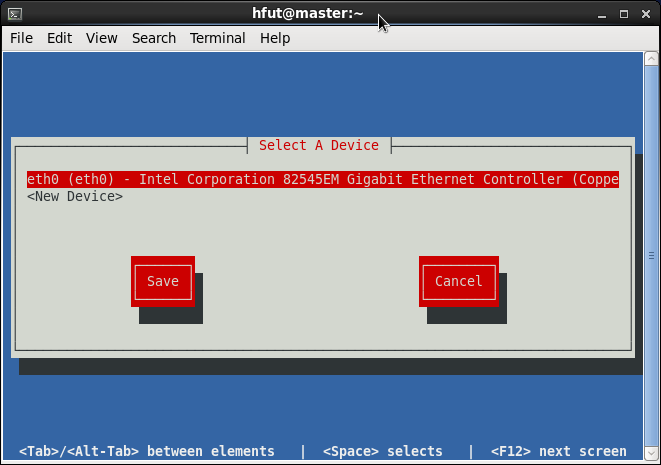 hfut@master:~
File Edit View Search Terminal Help
Select A Device
eth0 (eth0) - Intel Corporation 82545EM Gigabit Ethernet Controller (Coppe
<New Device>
Save Cancel
<Tab>/<Alt-Tab> between elements | <Space> selects | <F12> next screen